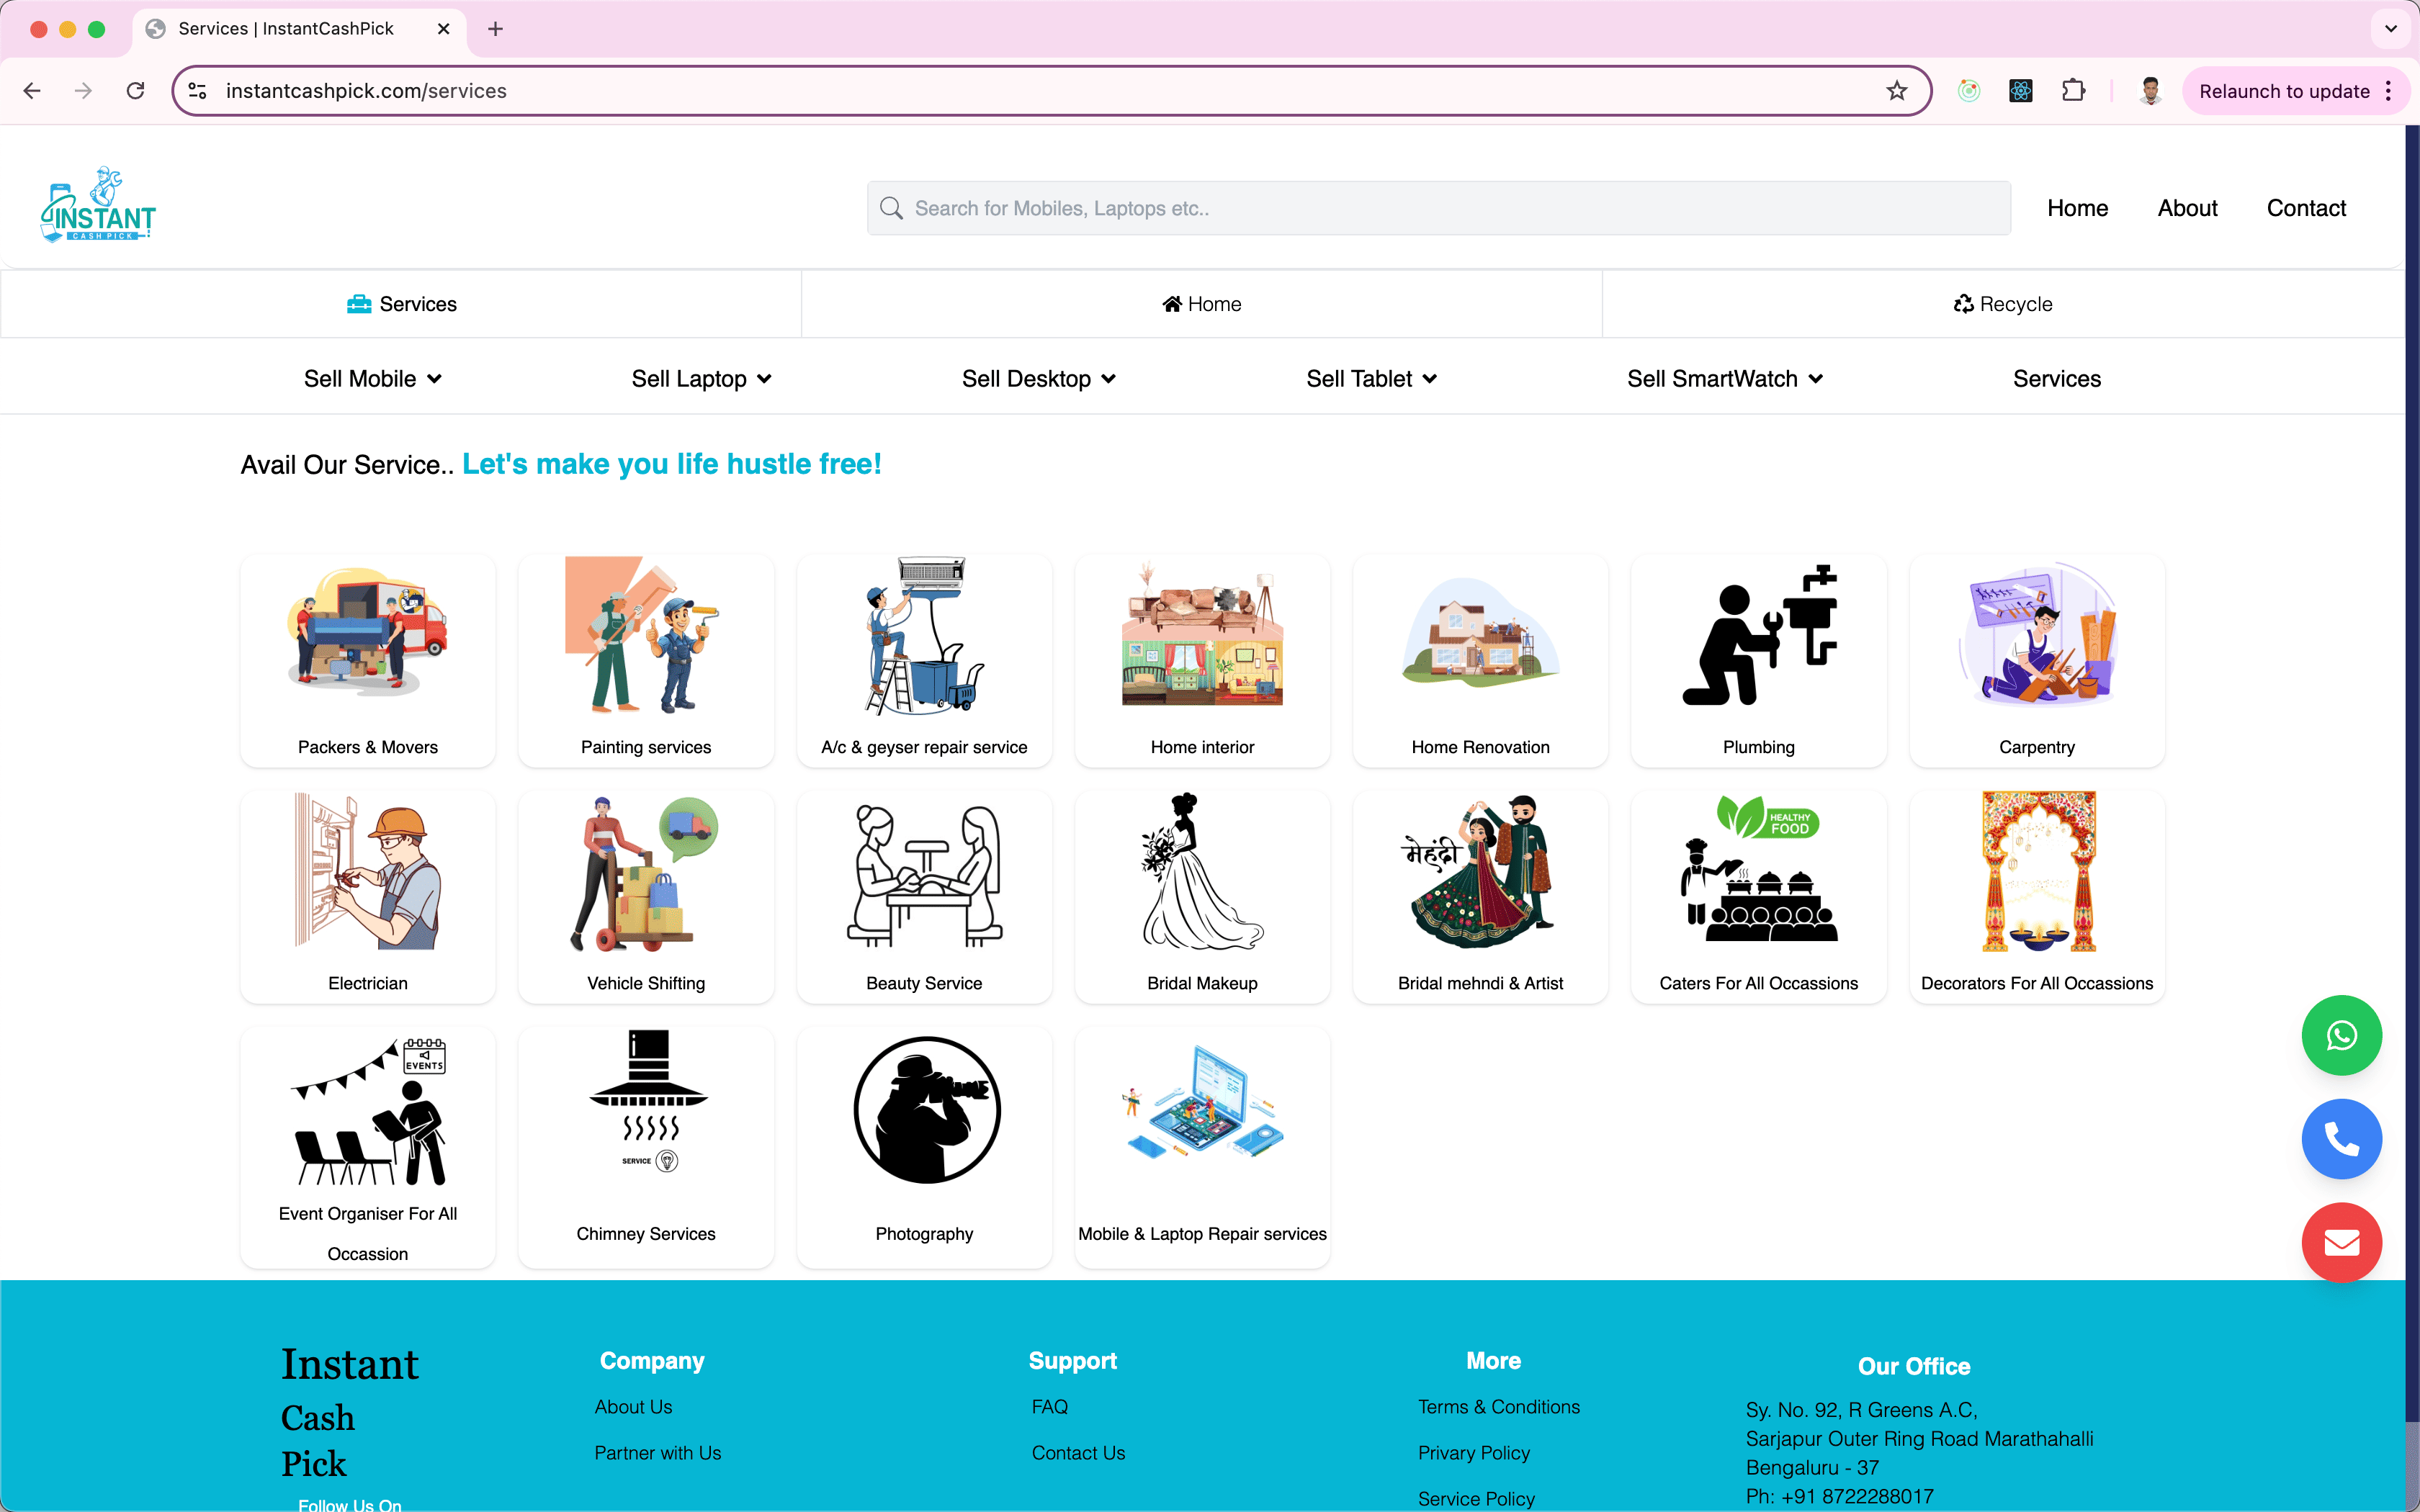 Services | InstantCashPick
instantcashpick.com/services
Relaunch to update
INSTANT
CASH PICK
Search for Mobiles, Laptops etc..
Home
About
Contact
Services
Home
Recycle
Sell Mobile
Sell Laptop
Sell Desktop
Sell Tablet
Sell SmartWatch
Services
Avail Our Service.. Let's make you life hustle free!
Packers & Movers
Painting services
A/c & geyser repair service
Home interior
Home Renovation
Plumbing
Carpentry
मेहंदी
HEALTHY
FOOD
Electrician
Vehicle Shifting
Beauty Service
Bridal Makeup
Bridal mehndi & Artist
Caters For All Occassions
Decorators For All Occassions
EVENTS
SERVICE
Event Organiser For All
Occassion
Chimney Services
Photography
Mobile & Laptop Repair services
Instant
Cash
Pick
Follow Us On
Company
About Us
Partner with Us
Support
FAQ
Contact Us
More
Terms & Conditions
Privary Policy
Service Policy
Our Office
Sy. No. 92, R Greens A.C,
Sarjapur Outer Ring Road Marathahalli
Bengaluru - 37
Ph: +91 8722288017